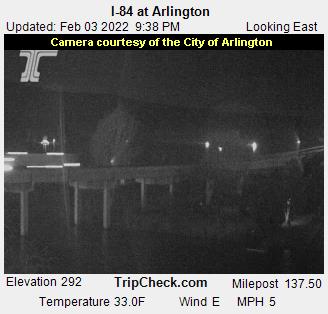 I-84 at Arlington
Updated: Feb 03 2022 9:38 PM Looking East
Camera courtesy of the City of Arlington
Elevation 292 TripCheck.com Milepost 137.50
Temperature 33.0F Wind E MPH 5